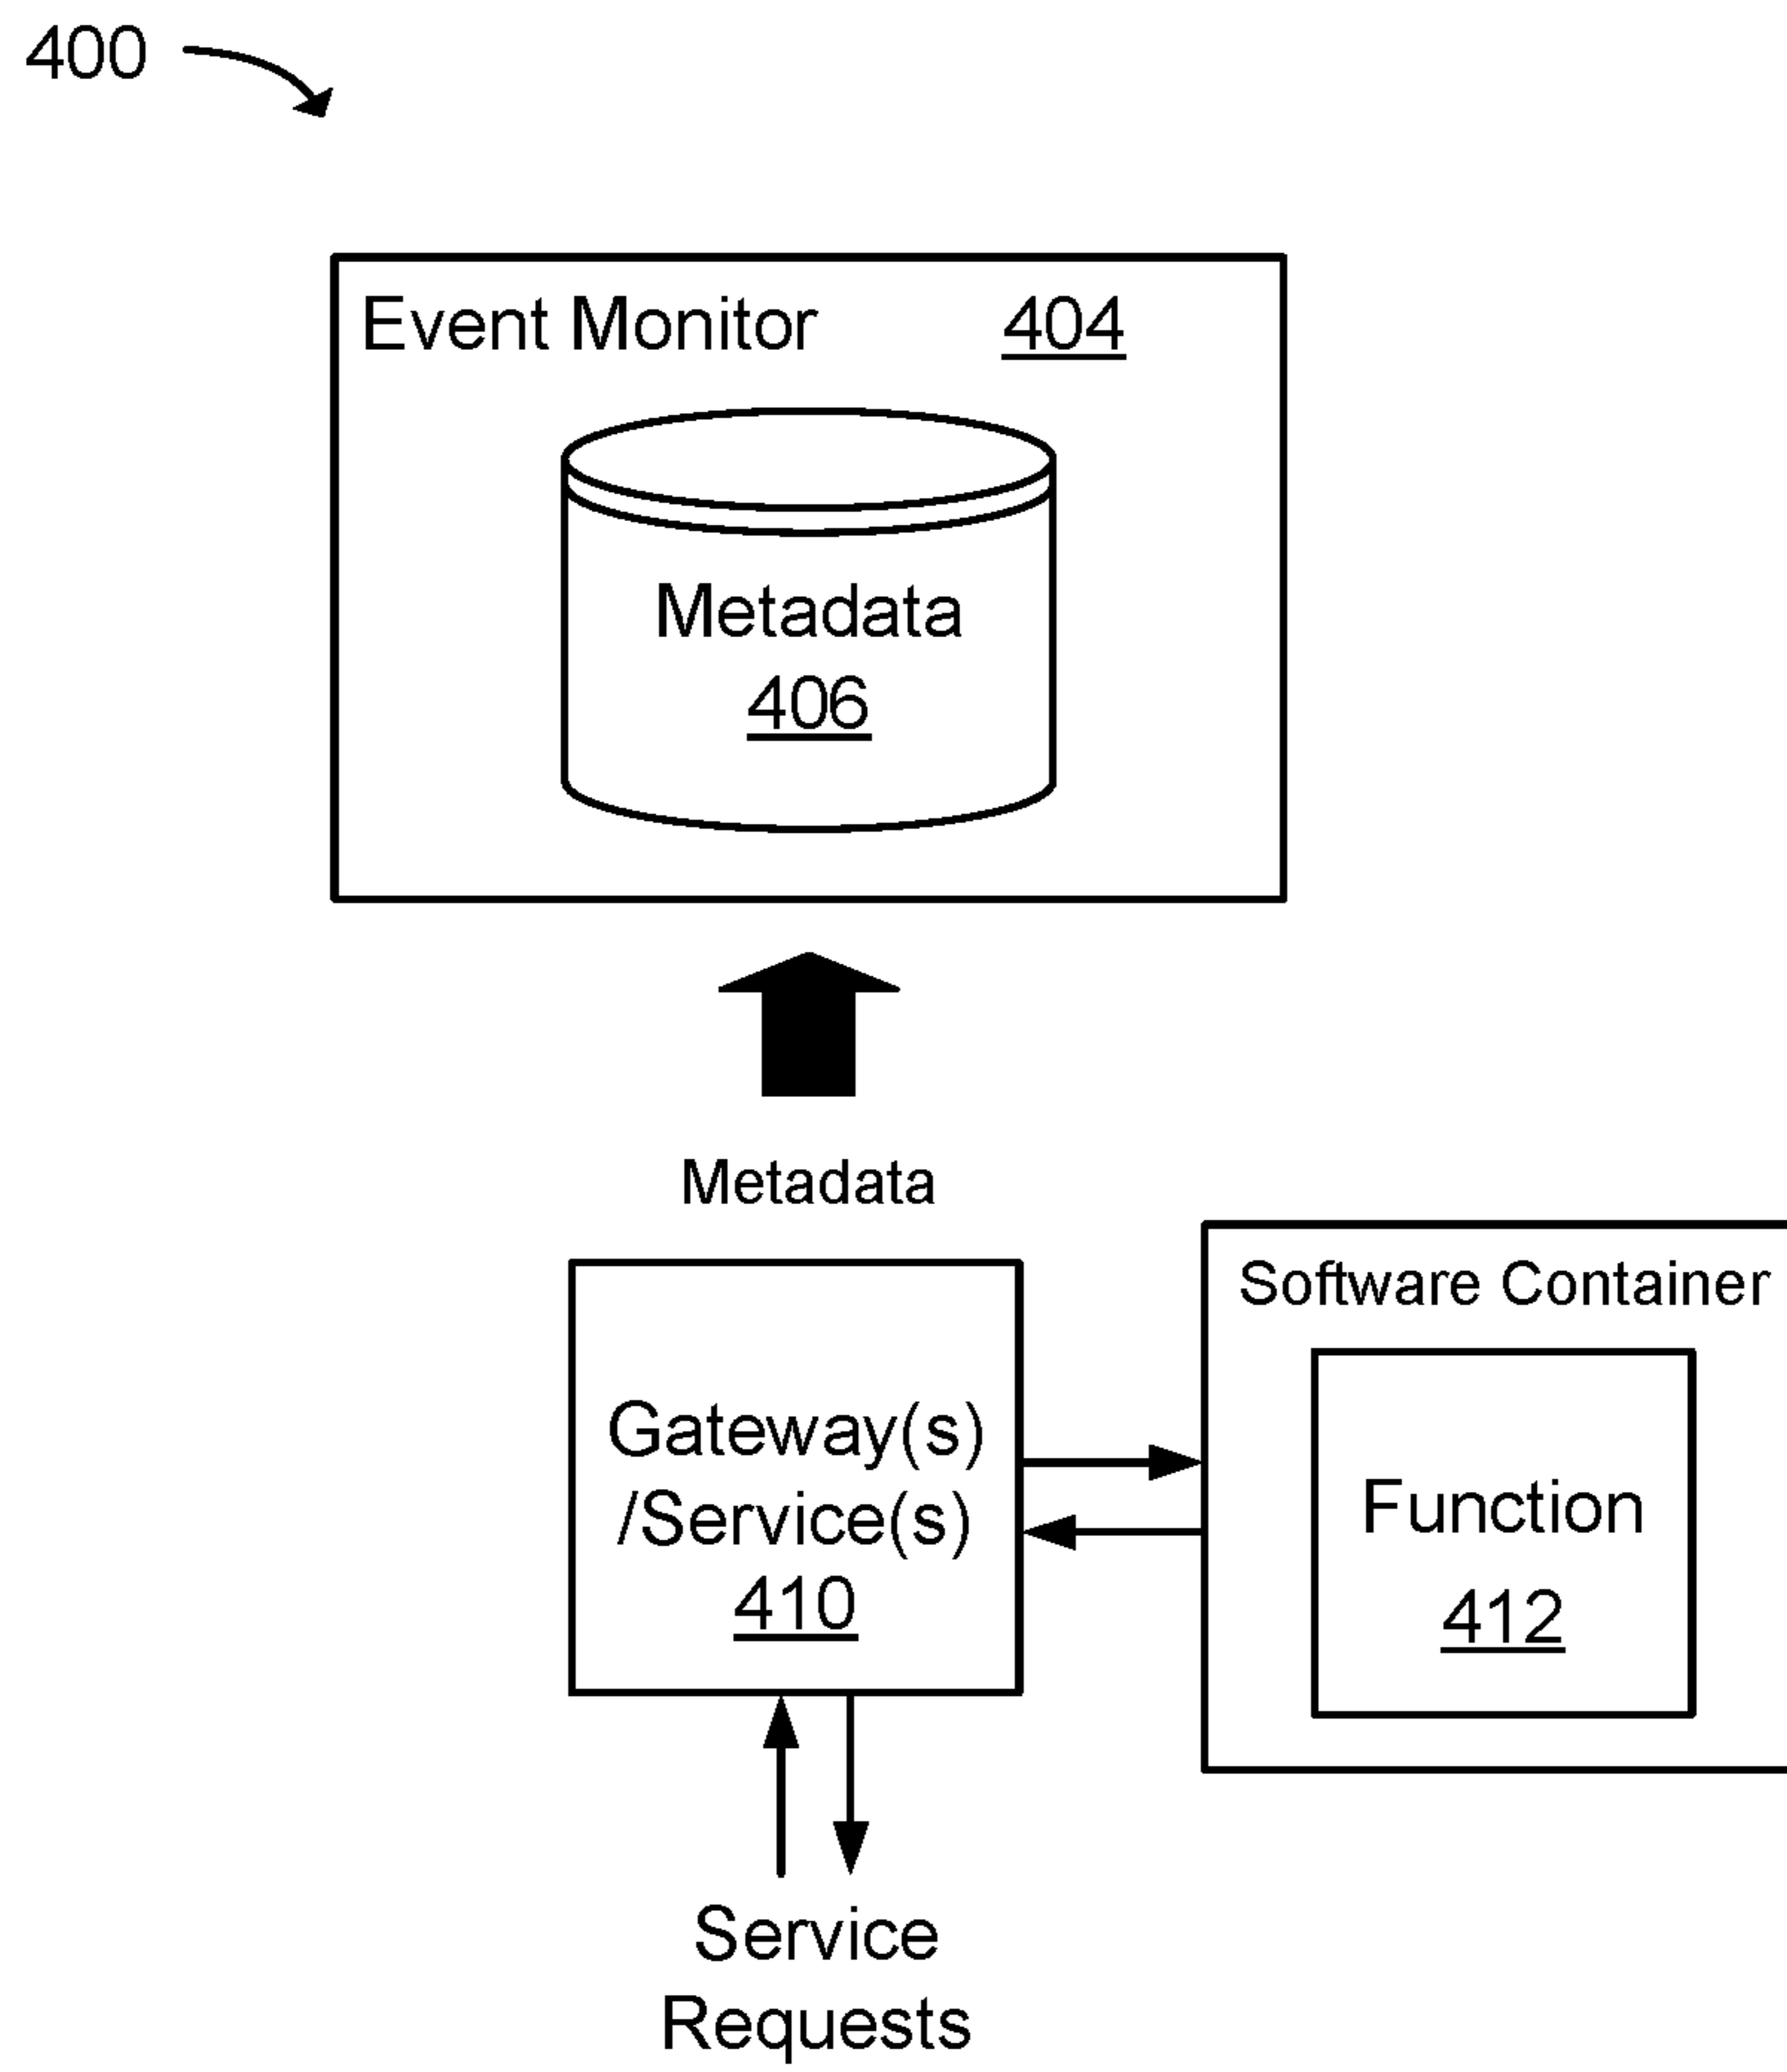 400
Event Monitor 404
Metadata
406
Metadata
Software Container
Gateway(s)
/Service(s)
410
Function
412
Service
Requests